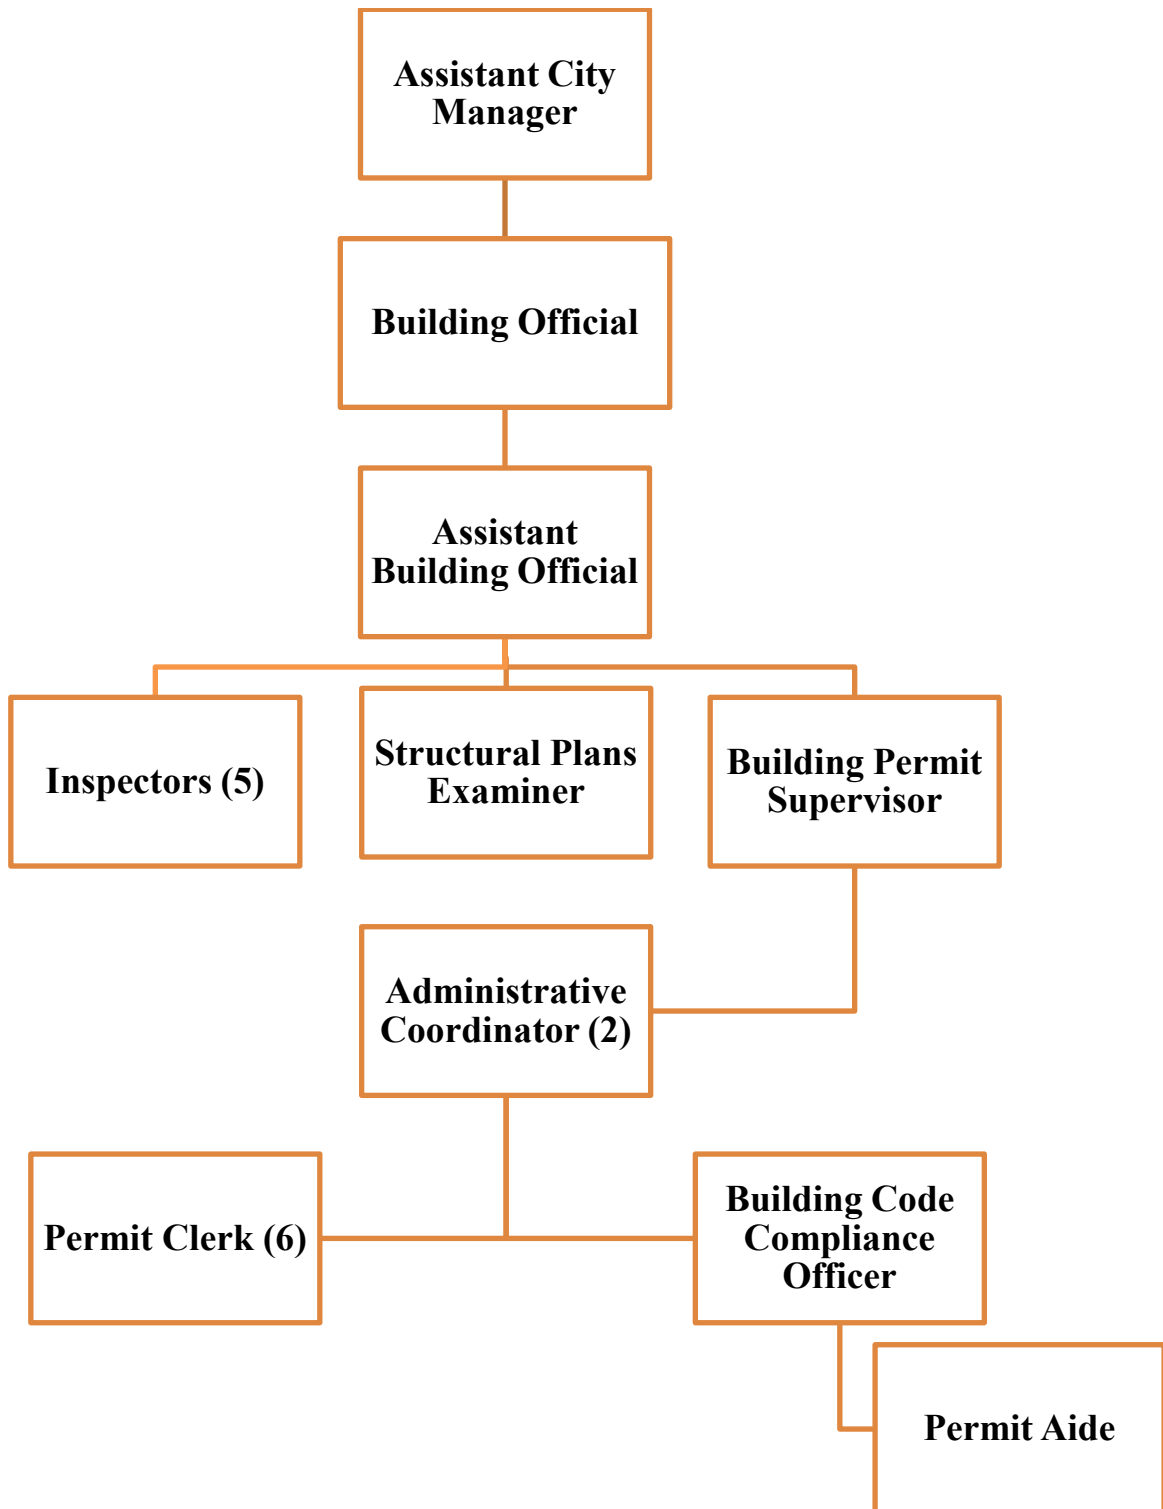 Assistant City
Manager
Building Official
Assistant
Building Official
Inspectors (5)
Structural Plans
Examiner
Building Permit
Supervisor
Administrative
Coordinator (2)
Permit Clerk (6)
Building Code
Compliance
Officer
Permit Aide